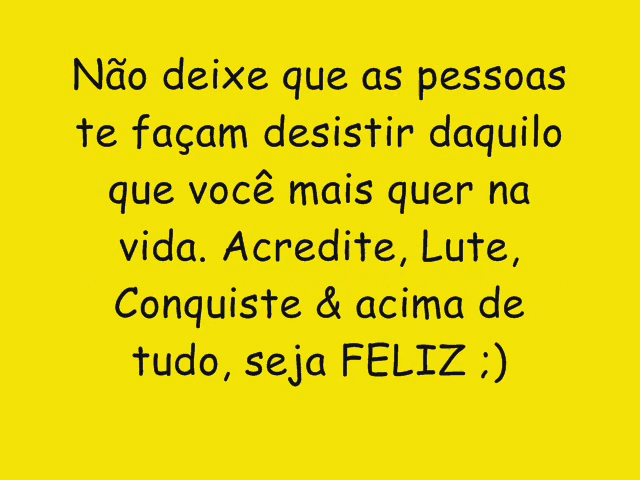 Não deixe que as pessoas
te façam desistir daquilo
que você mais quer na
vida. Acredite, Lute,
Conquiste & acima de
tudo, seja FELIZ ;)